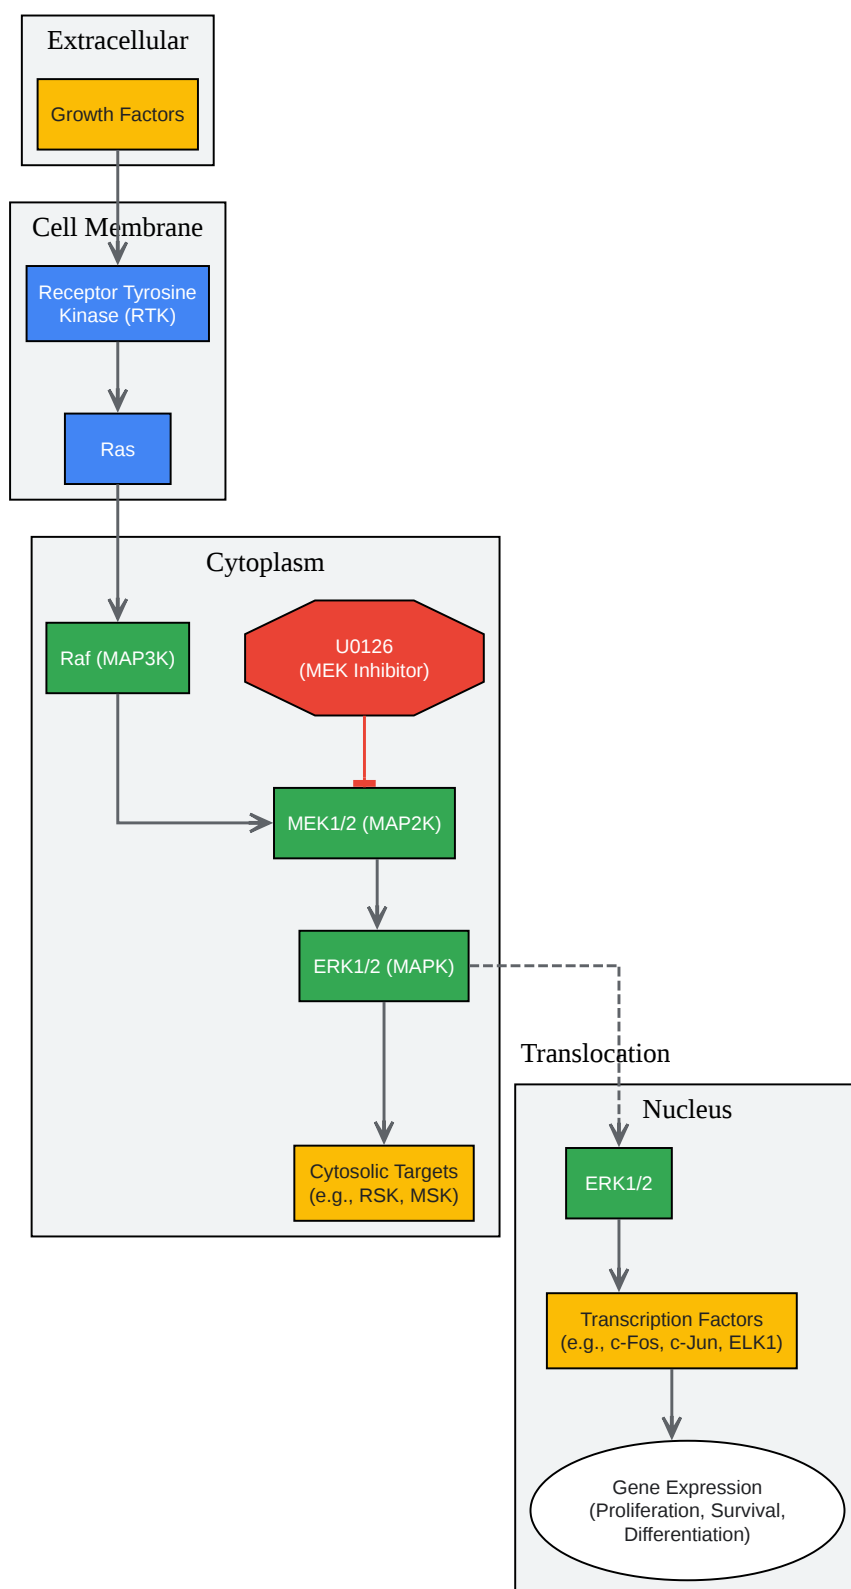 Extracellular
Growth Factors
Cell Membrane
Receptor Tyrosine
Kinase (RTK)
Ras
Cytoplasm
Raf (MAP3K)
U0126
(MEK Inhibitor)
MEK1/2 (MAP2K)
ERK1/2 (MAPK)
Translocation
Nucleus
Cytosolic Targets
(e.g., RSK, MSK)
ERK1/2
Transcription Factors
(e.g., c-Fos, c-Jun, ELK1)
Gene Expression
(Proliferation, Survival,
Differentiation)